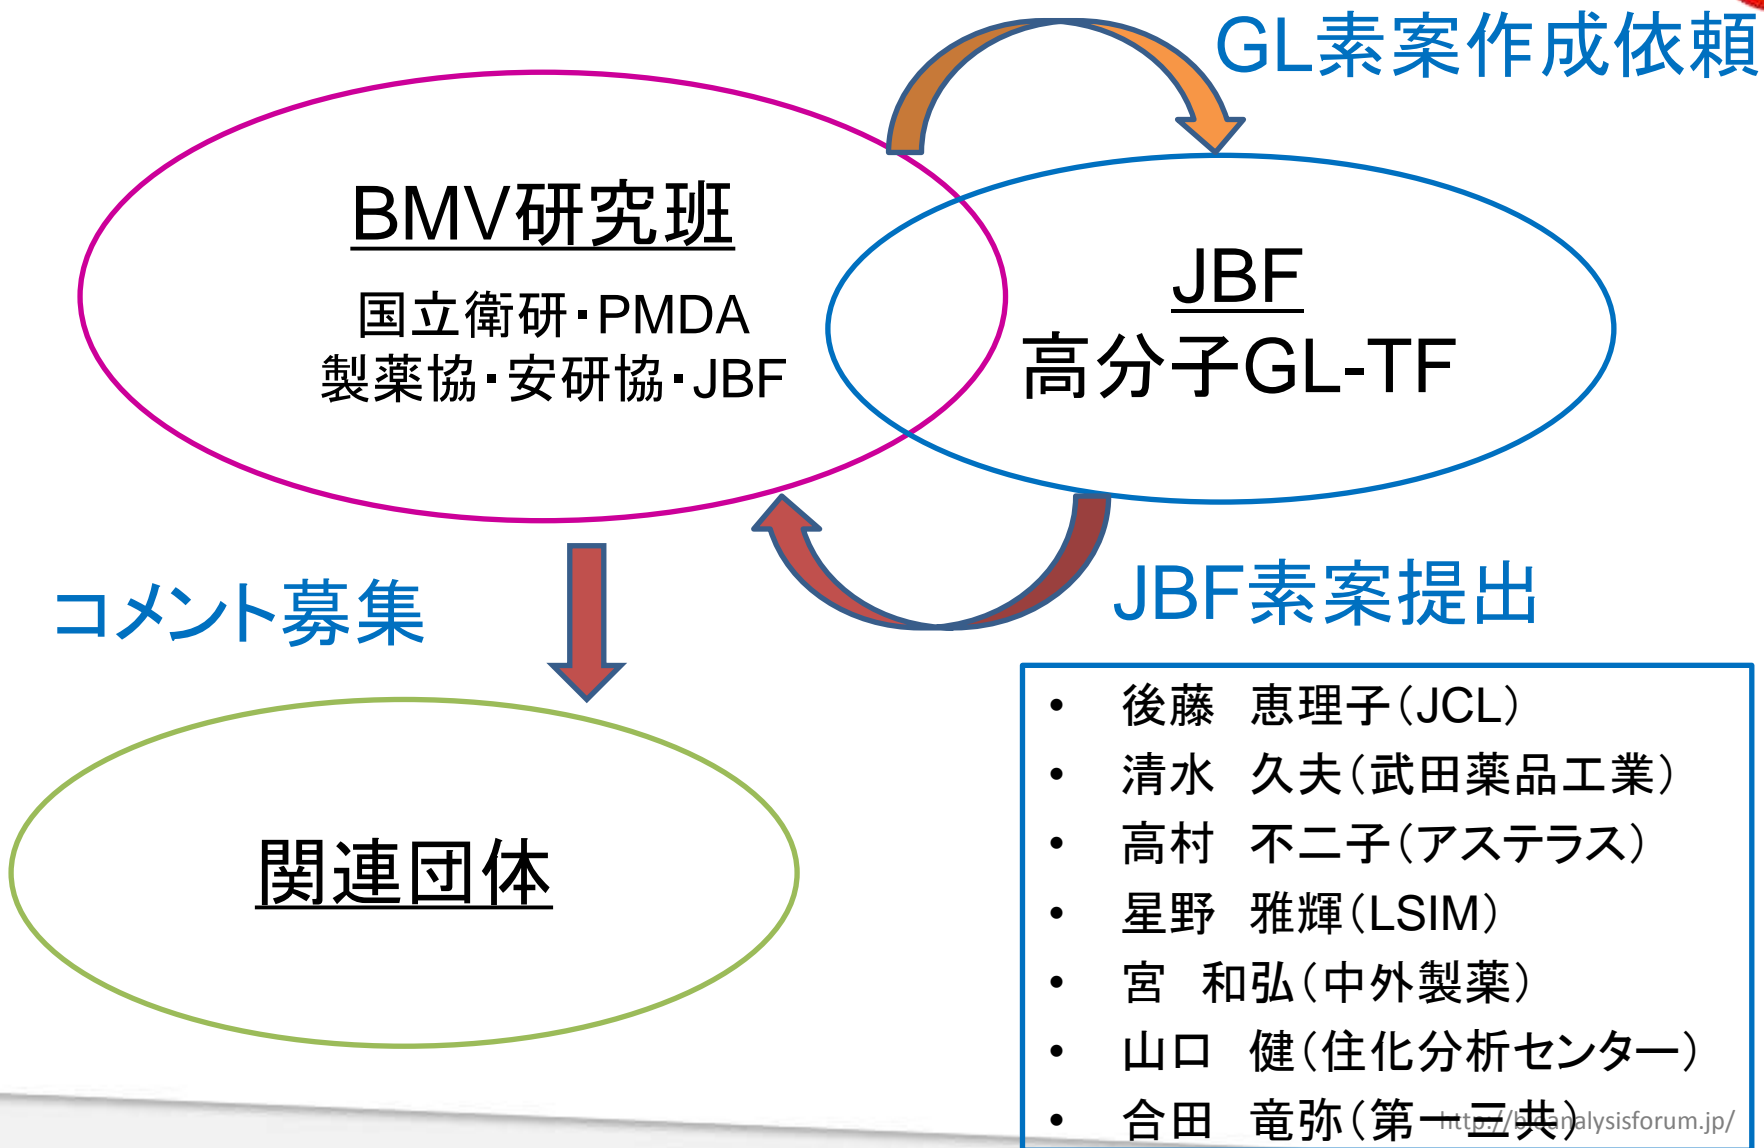 GL素案作成依頼
BMV研究班
国立衛研・PMDA
製薬協・安研協・JBF
JBF
高分子GL-TF
コメント募集
JBF素案提出
関連団体
• 後藤　恵理子(JCL)
• 清水　久夫(武田薬品工業)
• 高村　不二子(アステラス)
• 星野　雅輝(LSIM)
• 宮　和弘(中外製薬)
• 山口　健(住化分析センター)
• 合田　竜弥(第一三共)
http://bioanalysisforum.jp/